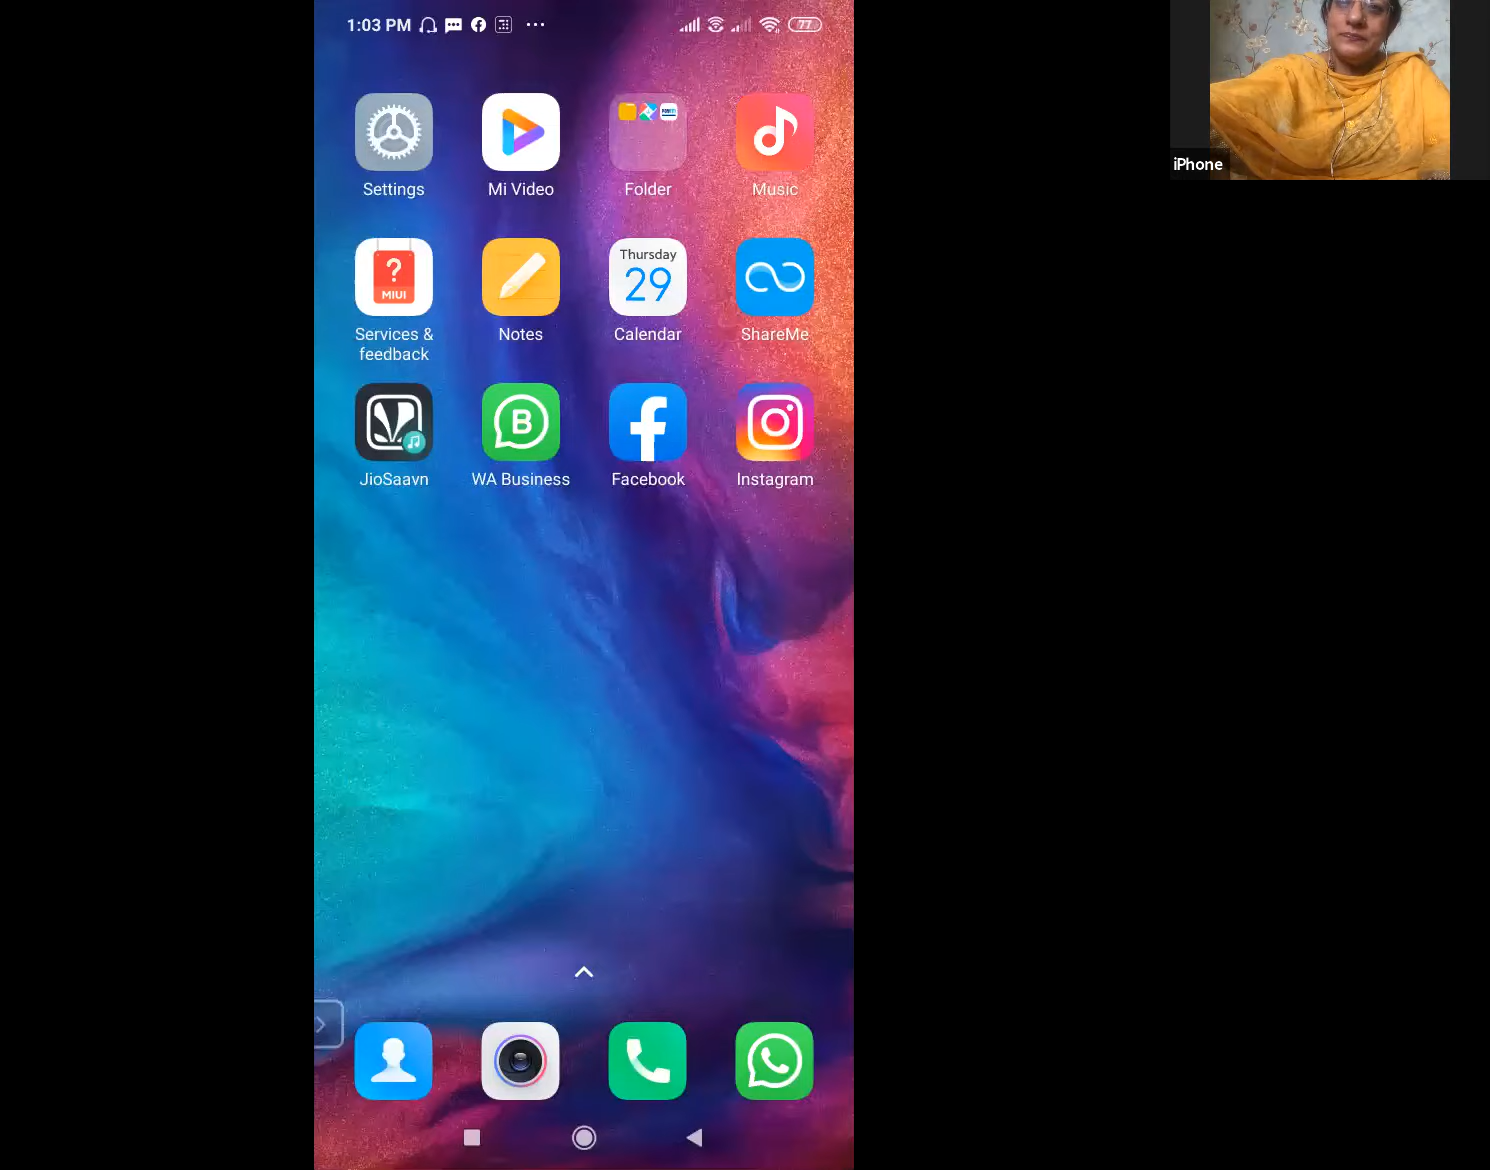 1:03 PM
77
Settings
Mi Video
Folder
Music
iPhone
?
MIUI
Services &
feedback
Notes
Thursday
29
Calendar
ShareMe
JioSaavn
B
WA Business
Facebook
Instagram